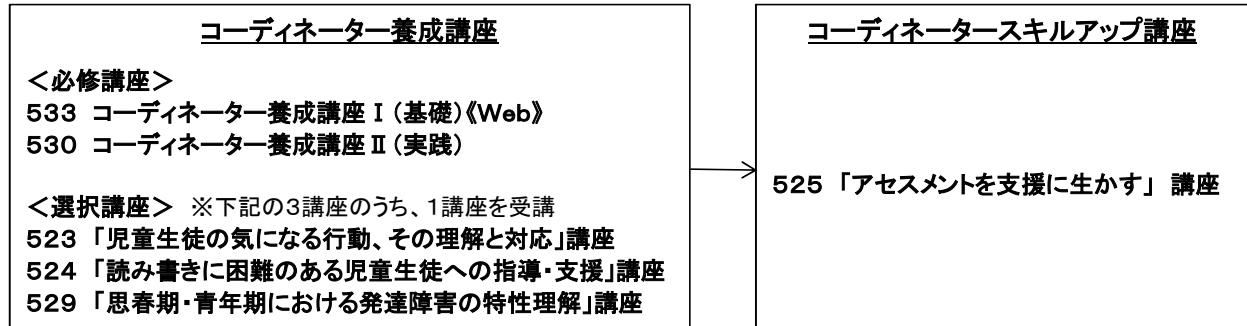 コーディネーター養成講座
＜必修講座＞
５３３ コーディネーター養成講座Ⅰ（基礎）《Web》
５３０ コーディネーター養成講座Ⅱ（実践）
＜選択講座＞ ※下記の３講座のうち、１講座を受講
５２３ 「児童生徒の気になる行動、その理解と対応」講座
５２４ 「読み書きに困難のある児童生徒への指導・支援」講座
５２９ 「思春期・青年期における発達障害の特性理解」講座
コーディネータースキルアップ講座
５２５ 「アセスメントを支援に生かす」 講座